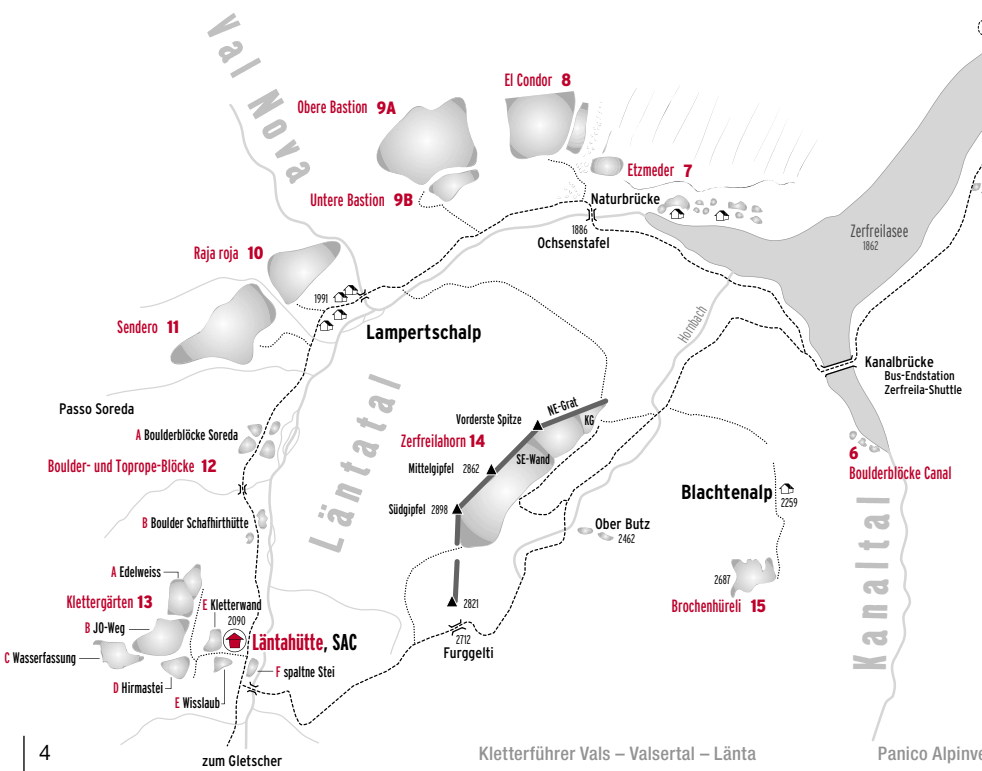 Val Nova
El Condor 8
Obere Bastion 9A
Etzmeder 7
Untere Bastion 9B
Naturbrücke
1886
Ochsenstafel
Zerfreilasee
1862
Raja roja 10
1991
Sendero 11
Lampertschalp
Hornbach
Kanalbrücke
Bus-Endstation
Zerfreila-Shuttle
Passo Soreda
Läntatal
NE-Grat
Vorderste Spitze
KG
A Boulderblöcke Soreda
Zerfreilahorn 14
SE-Wand
Boulder- und Toprope-Blöcke 12
Mittelgipfel 2862
6
Boulderblöcke Canal
Blachtenalp
2259
Südgipfel 2898
B Boulder Schafhirthütte
Ober Butz
2462
Kanaltal
A Edelweiss
2687
Klettergärten 13
E Kletterwand
2090
2821
Brochenhüreli 15
B JO-Weg
Läntahütte, SAC
2712
Furggelti
C Wasserfassung
F spaltne Stei
D Hirmastei
E Wisslaub
zum Gletscher
4
Kletterführer Vals – Valsertal – Länta
Panico Alpinve